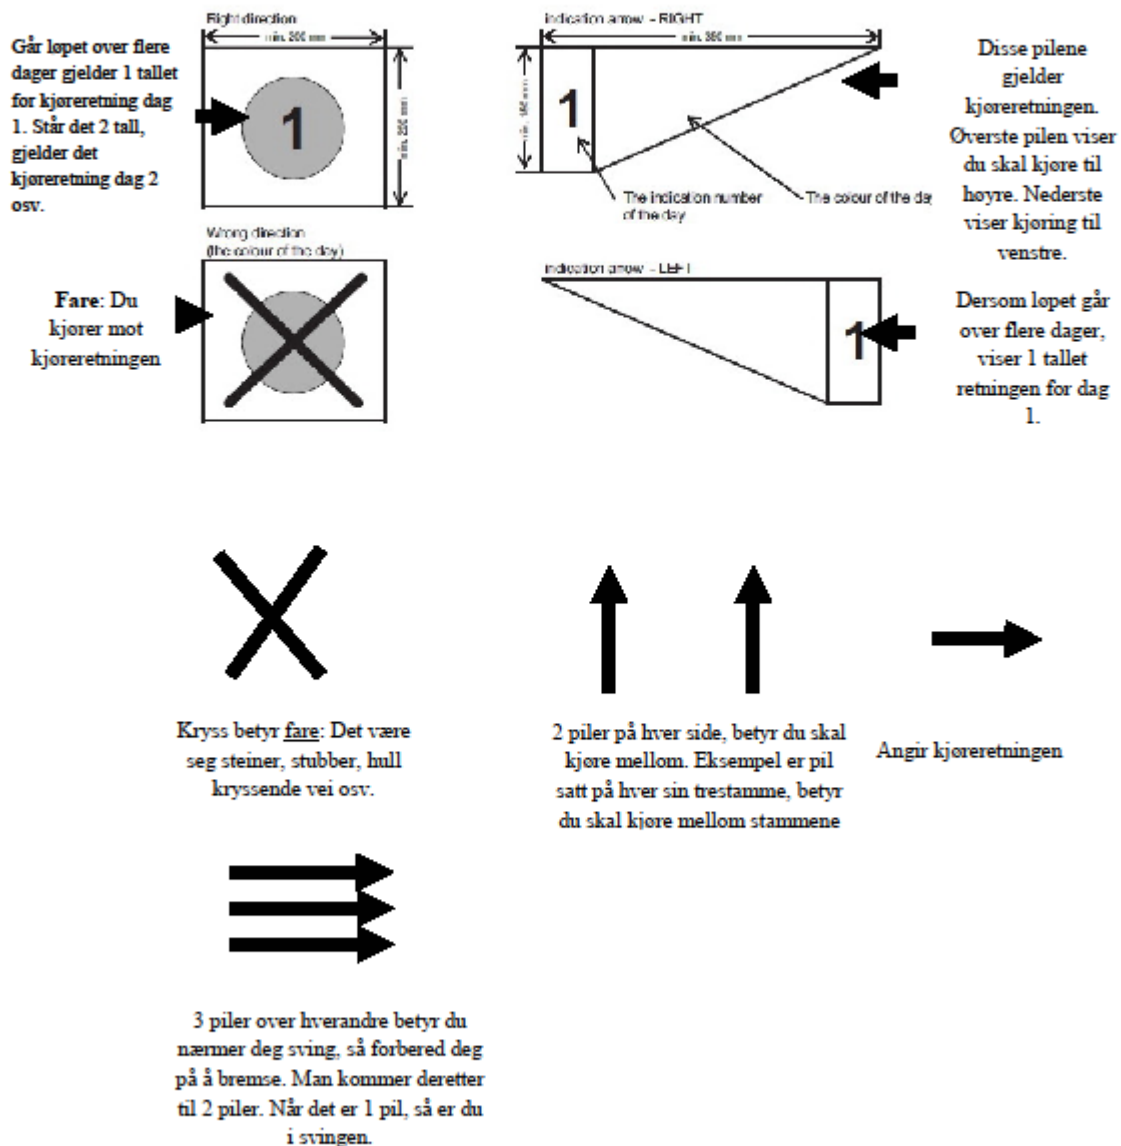 Går løpet over flere
dager gjelder 1 tallet
for kjøreretning dag
1. Står det 2 tall,
gjelder det
kjøreretning dag 2
osv.
Right direction
min. 200 mm
1
Wrong direction
(the colour of the day)
Fare: Du
kjører mot
kjøreretningen
indication arrow - RIGHT
1
The indication number
of the day
The colour of the day
indication arrow - LEFT
1
Disse pilene
gjelder
kjøreretningen.
Øverste pilen viser
du skal kjøre til
høyre. Nederste
viser kjøring til
venstre.
Dersom løpet går
over flere dager,
viser 1 tallet
retningen for dag
1.
Kryss betyr fare: Det være
seg steiner, stubber, hull
kryssende vei osv.
2 piler på hver side, betyr du skal
kjøre mellom. Eksempel er pil
satt på hver sin trestamme, betyr
du skal kjøre mellom stammene
Angir kjøreretningen
3 piler over hverandre betyr du
nærmer deg sving, så forbered deg
på å bremse. Man kommer deretter
til 2 piler. Når det er 1 pil, så er du
i svingen.